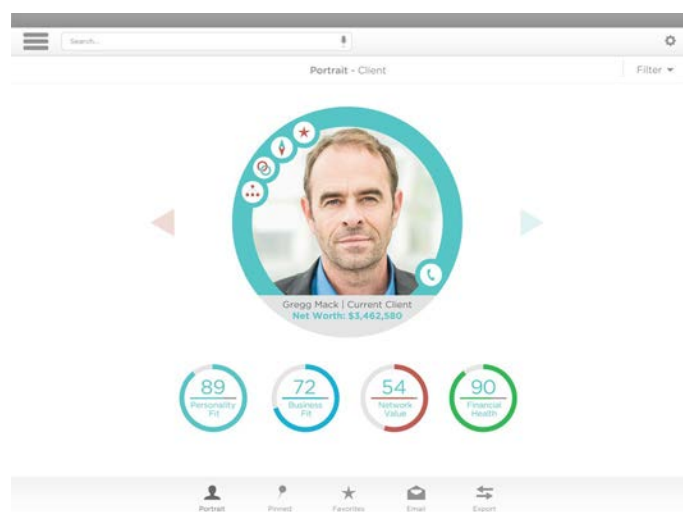 Search...
Portrait - Client
Filter
Gregg Mack | Current Client
Net Worth: $3,462,580
89
Personality
Fit
72
Business
Fit
54
Network
Value
90
Financial
Health
Portrait
Pinned
Favorites
Email
Export